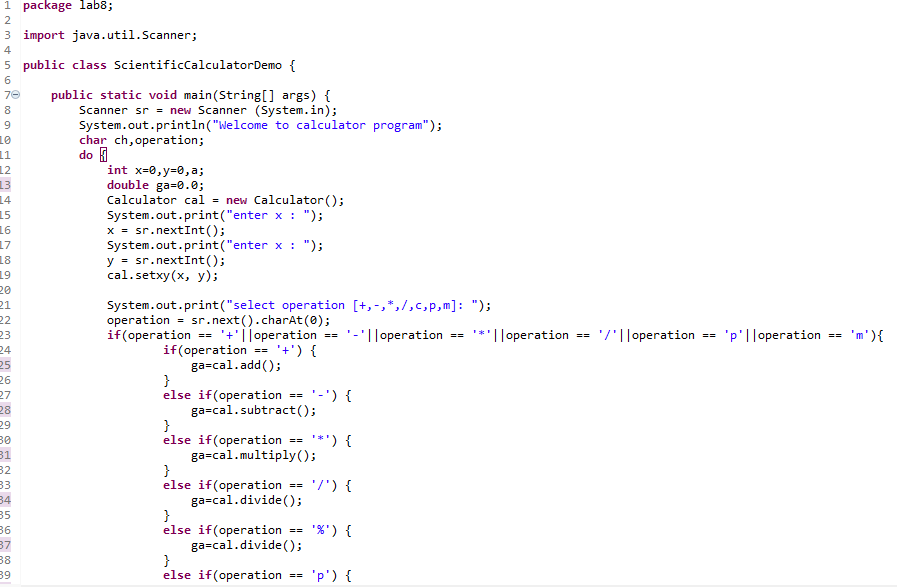 1 package lab8;
2
3 import java.util.Scanner;
4
5 public class ScientificCalculatorDemo {
6
7 public static void main(String[] args) {
8 Scanner sr = new Scanner (System.in);
9 System.out.println("Welcome to calculator program");
10 char ch,operation;
11 do {
12 int x=0,y=0,a;
13 double ga=0.0;
14 Calculator cal = new Calculator();
15 System.out.print("enter x : ");
16 x = sr.nextInt();
17 System.out.print("enter x : ");
18 y = sr.nextInt();
19 cal.setxy(x, y);
20
21 System.out.print("select operation [+,-,*,/,c,p,m]: ");
22 operation = sr.next().charAt(0);
23 if(operation == '+'||operation == '-'||operation == '*'||operation == '/'||operation == 'p'||operation == 'm'){
24 if(operation == '+') {
25 ga=cal.add();
26 }
27 else if(operation == '-') {
28 ga=cal.subtract();
29 }
30 else if(operation == '*') {
31 ga=cal.multiply();
32 }
33 else if(operation == '/') {
34 ga=cal.divide();
35 }
36 else if(operation == '%') {
37 ga=cal.divide();
38 }
39 else if(operation == 'p') {